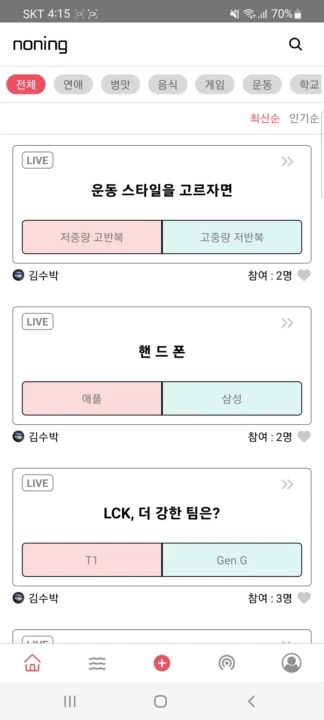 SKT 4:15 70%
noning
전체 연애 병맛 음식 게임 운동 학교
최신순 인기순
LIVE
운동 스타일을 고르자면
저중량 고반복 고중량 저반복
김수박 참여 : 2명
LIVE
핸 드 폰
애플 삼성
김수박 참여 : 2명
LIVE
LCK, 더 강한 팀은?
T1 Gen.G
김수박 참여 : 3명
LIVE